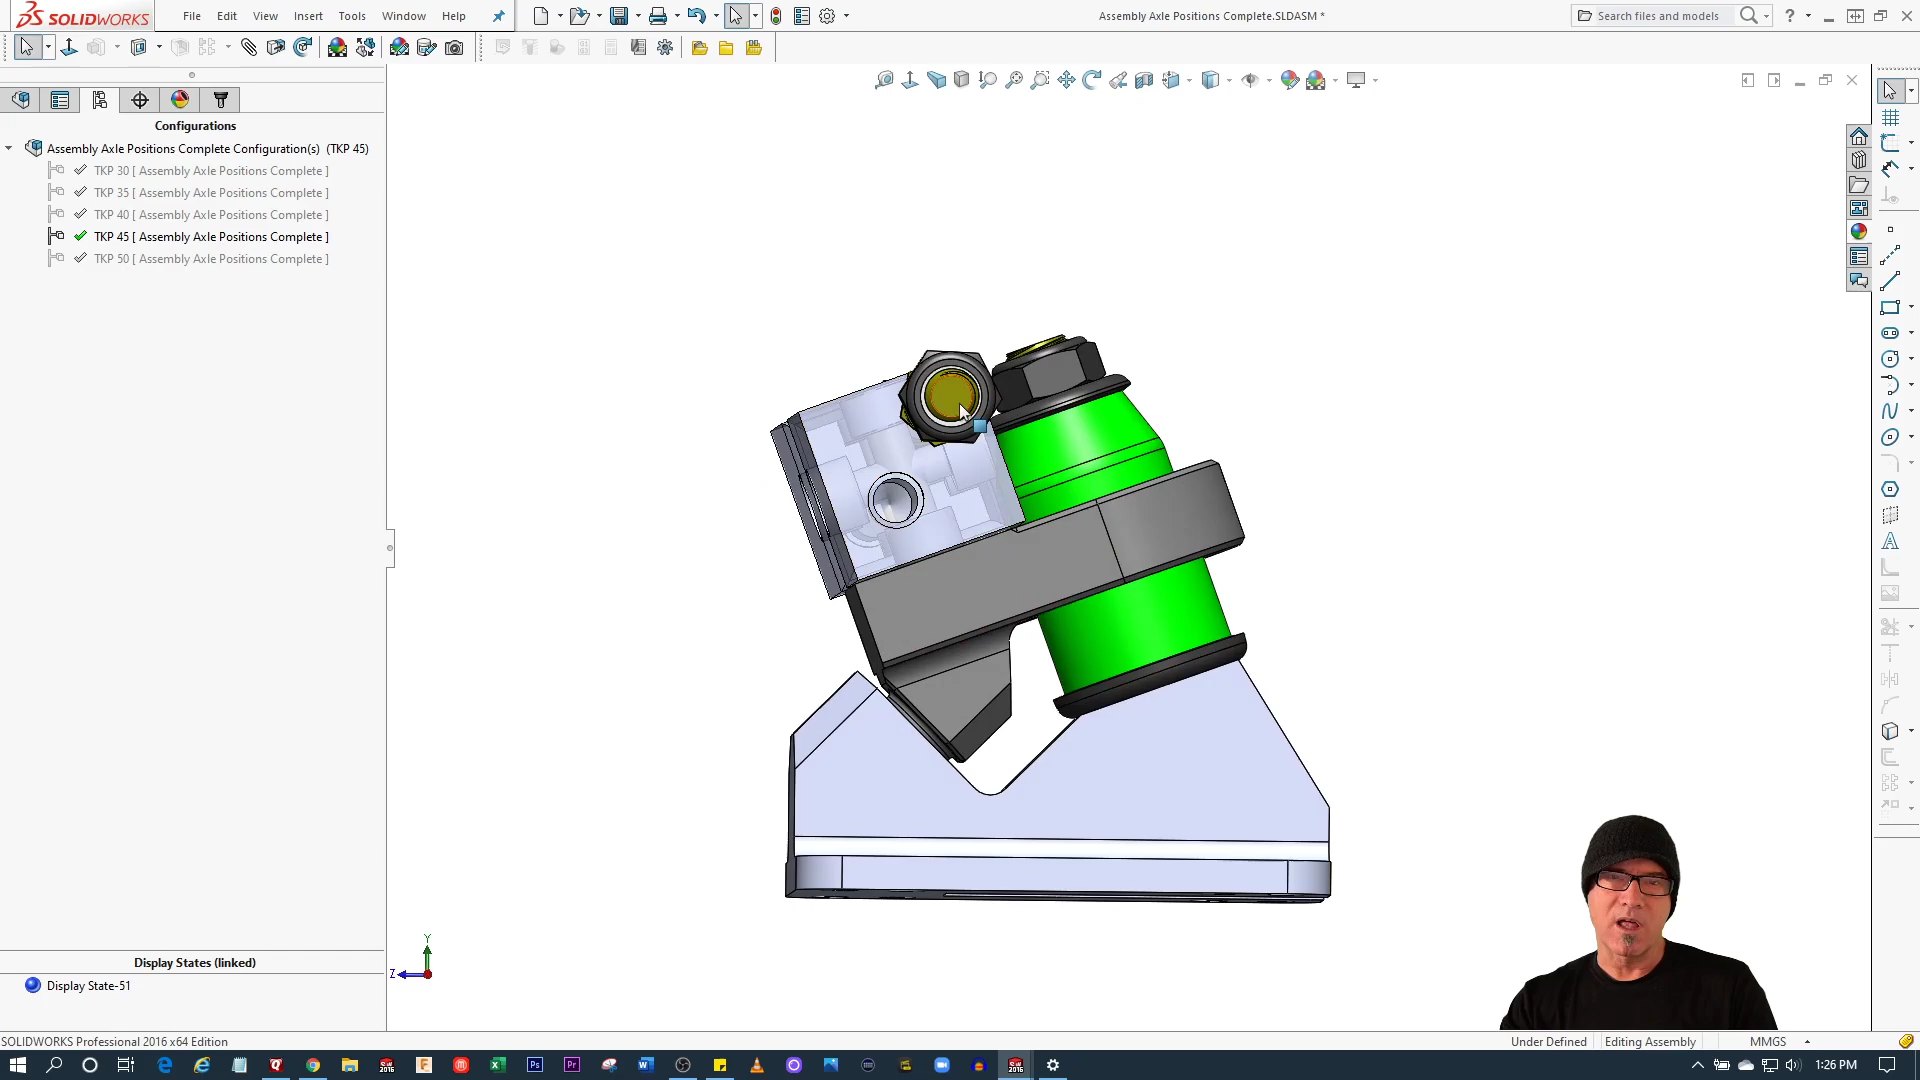 SOLIDWORKS
File Edit View Insert Tools Window Help
Assembly Axle Positions Complete.SLDASM *
Search files and models
Configurations
Assembly Axle Positions Complete Configuration(s) (TKP 45)
TKP 30 [ Assembly Axle Positions Complete ]
TKP 35 [ Assembly Axle Positions Complete ]
TKP 40 [ Assembly Axle Positions Complete ]
TKP 45 [ Assembly Axle Positions Complete ]
TKP 50 [ Assembly Axle Positions Complete ]
Y
Z
Display States (linked)
Display State-51
SOLIDWORKS Professional 2016 x64 Edition
Under Defined
Editing Assembly
MMGS
1:26 PM